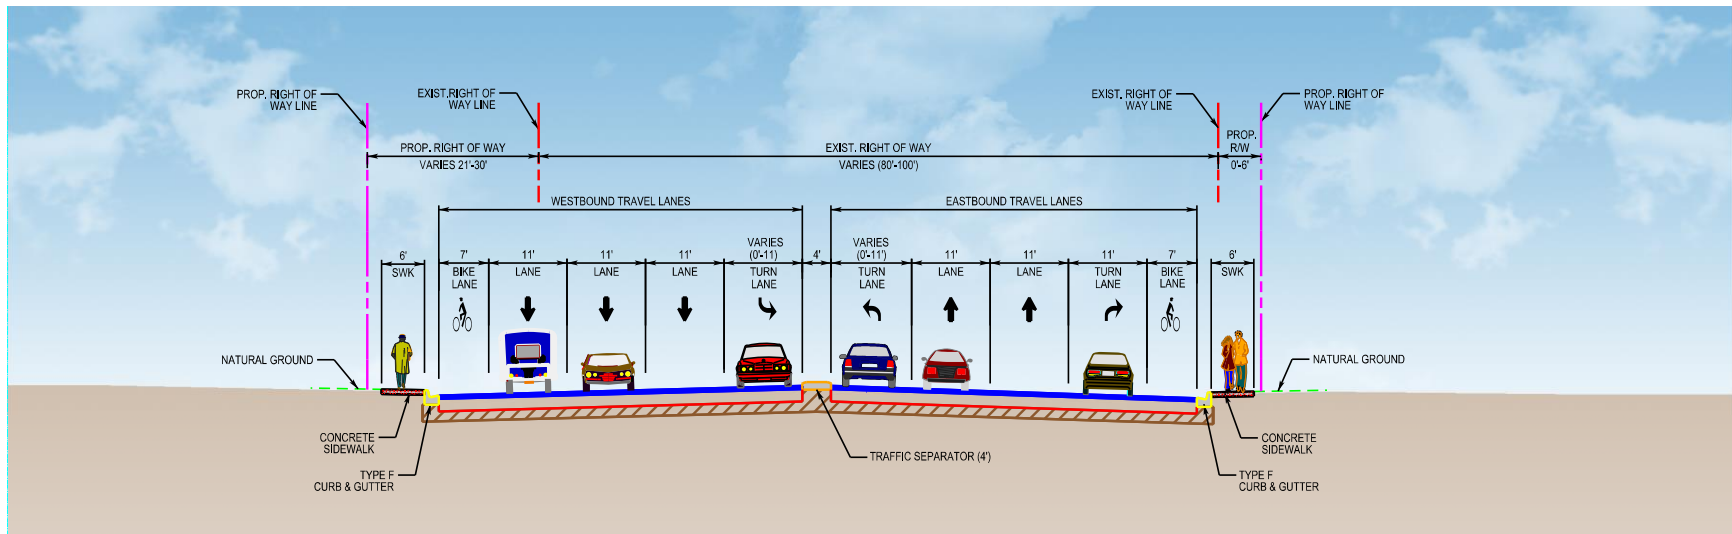 PROP. RIGHT OF
WAY LINE
EXIST.RIGHT OF
WAY LINE
EXIST. RIGHT OF
WAY LINE
PROP. RIGHT OF
WAY LINE
PROP. RIGHT OF WAY
VARIES 21'-30'
EXIST. RIGHT OF WAY
VARIES (80'-100')
PROP.
R/W
0'-6'
WESTBOUND TRAVEL LANES
EASTBOUND TRAVEL LANES
6'
SWK
7'
BIKE
LANE
11'
LANE
11'
LANE
11'
LANE
VARIES
(0'-11)
TURN
LANE
4'
VARIES
(0'-11')
TURN
LANE
11'
LANE
11'
LANE
11'
TURN
LANE
7'
BIKE
LANE
6'
SWK
NATURAL GROUND
NATURAL GROUND
CONCRETE
SIDEWALK
TYPE F
CURB & GUTTER
TRAFFIC SEPARATOR (4')
CONCRETE
SIDEWALK
TYPE F
CURB & GUTTER